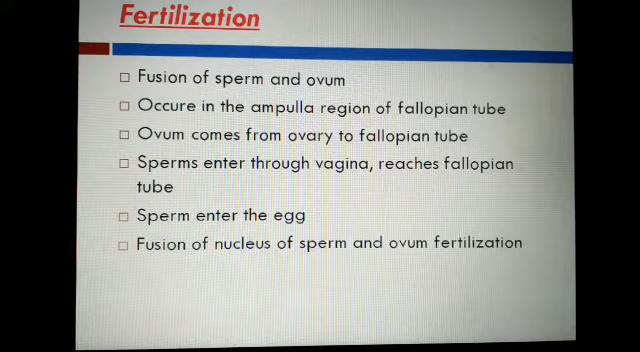 Fertilization
Fusion of sperm and ovum
Occure in the ampulla region of fallopian tube
Ovum comes from ovary to fallopian tube
Sperms enter through vagina, reaches fallopian
tube
Sperm enter the egg
Fusion of nucleus of sperm and ovum fertilization